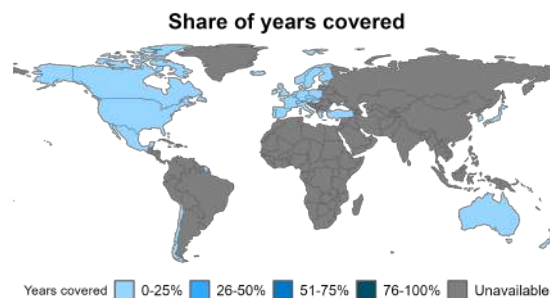 Share of years covered
Years covered 0-25% 26-50% 51-75% 76-100% Unavailable